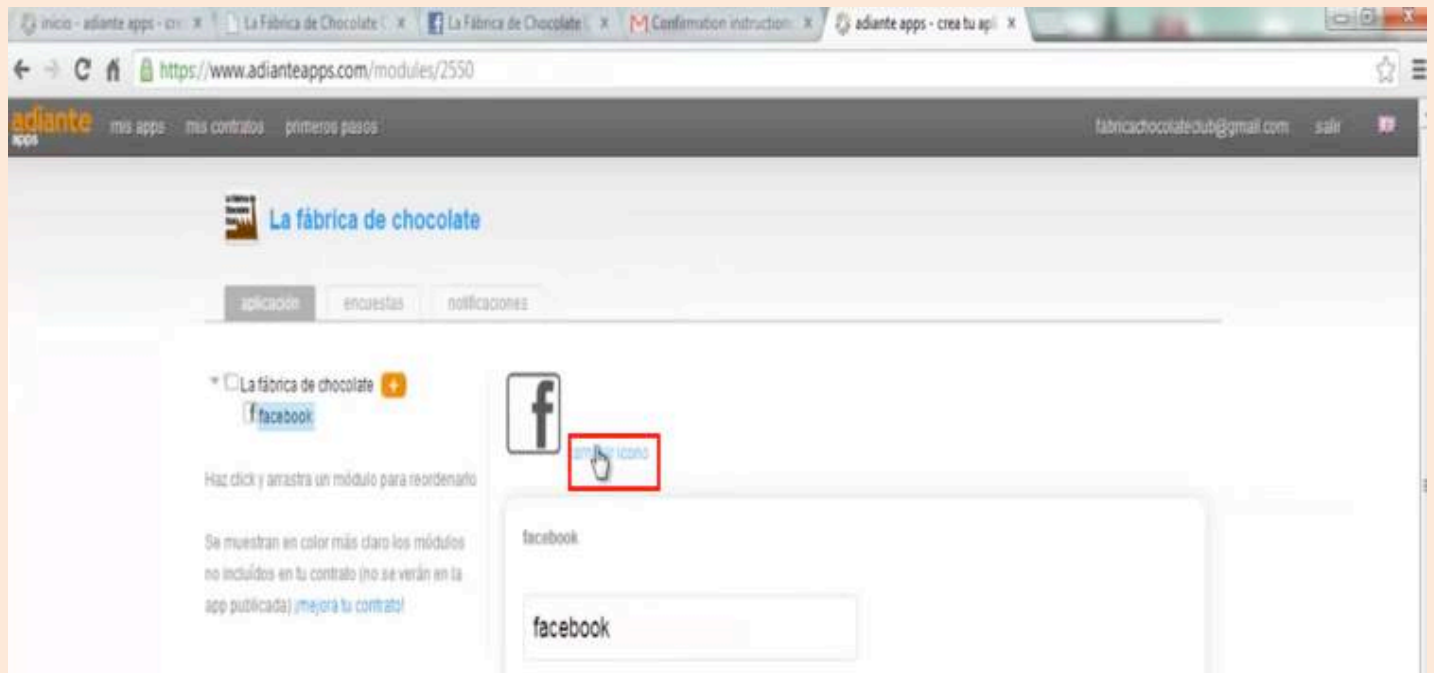 inicio - adiante apps - cre
La Fábrica de Chocolate C
La Fábrica de Chocolate
Confirmation instruction
adiante apps - crea tu apli
https://www.adianteapps.com/modules/2550
adiante apps
mis apps
mis contratos
primeros pasos
fabricachocolateclub@gmail.com
salir
La fábrica de chocolate
aplicación
encuestas
notificaciones
La fábrica de chocolate +
f facebook
f
icono
Haz click y arrastra un módulo para reordenarlo
Se muestran en color más claro los módulos
no incluídos en tu contrato (no se verán en la
app publicada) ¡mejora tu contrato!
facebook
facebook